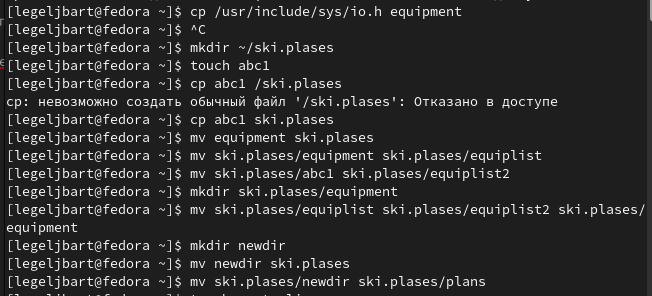 [legeljbart@fedora ~]$ cp /usr/include/sys/io.h equipment
[legeljbart@fedora ~]$ ^C
[legeljbart@fedora ~]$ mkdir ~/ski.plases
[legeljbart@fedora ~]$ touch abc1
[legeljbart@fedora ~]$ cp abc1 /ski.plases
cp: невозможно создать обычный файл '/ski.plases': Отказано в доступе
[legeljbart@fedora ~]$ cp abc1 ski.plases
[legeljbart@fedora ~]$ mv equipment ski.plases
[legeljbart@fedora ~]$ mv ski.plases/equipment ski.plases/equiplist
[legeljbart@fedora ~]$ mv ski.plases/abc1 ski.plases/equiplist2
[legeljbart@fedora ~]$ mkdir ski.plases/equipment
[legeljbart@fedora ~]$ mv ski.plases/equiplist ski.plases/equiplist2 ski.plases/
equipment
[legeljbart@fedora ~]$ mkdir newdir
[legeljbart@fedora ~]$ mv newdir ski.plases
[legeljbart@fedora ~]$ mv ski.plases/newdir ski.plases/plans